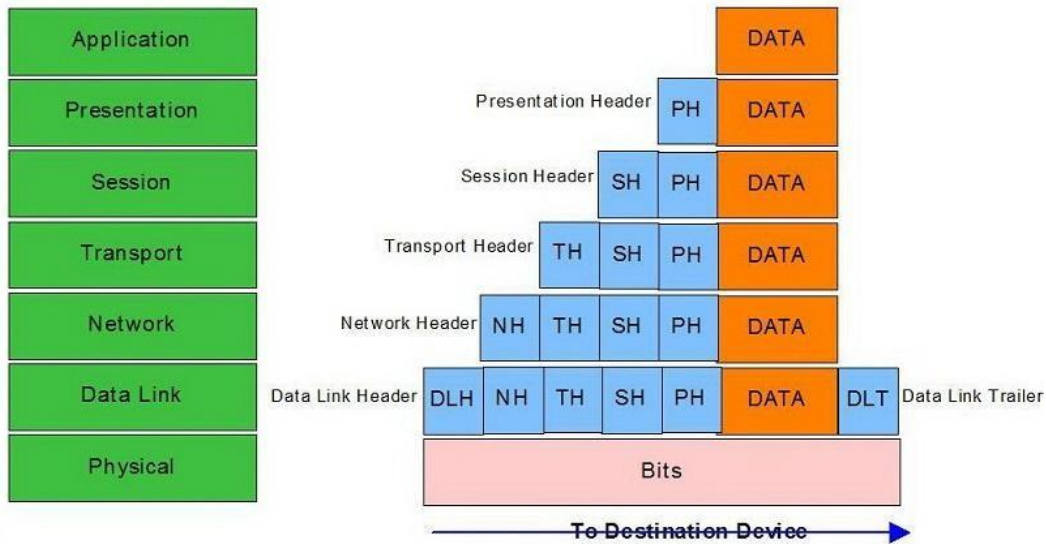 Application DATA
Presentation Presentation Header PH DATA
Session Session Header SH PH DATA
Transport Transport Header TH SH PH DATA
Network Network Header NH TH SH PH DATA
Data Link Data Link Header DLH NH TH SH PH DATA DLT Data Link Trailer
Physical Bits
To Destination Device